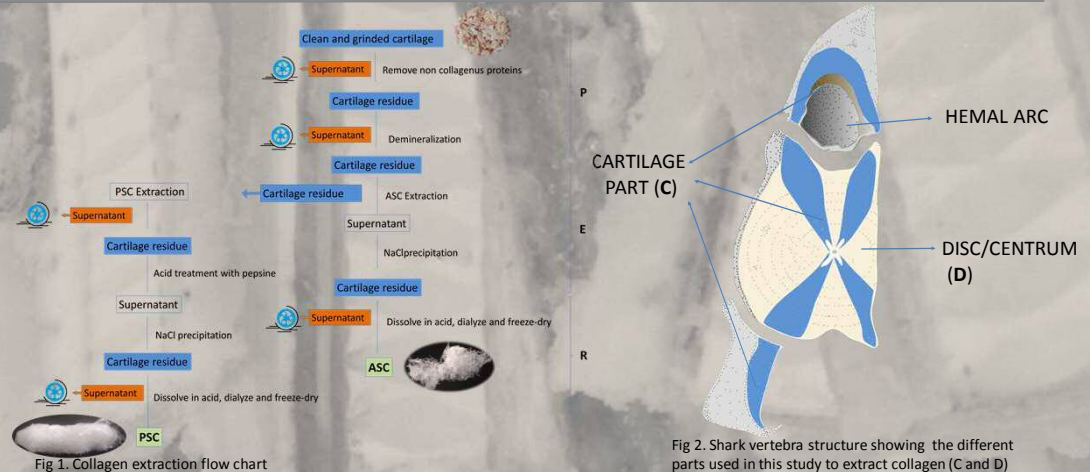 Clean and grinded cartilage
Supernatant
Remove non collagenus proteins
Cartilage residue
Supernatant
Demineralization
Cartilage residue
Cartilage residue
ASC Extraction
Supernatant
NaClprecipitation
Cartilage residue
Supernatant
Dissolve in acid, dialyze and freeze-dry
ASC
PSC Extraction
Supernatant
Cartilage residue
Acid treatment with pepsine
Supernatant
NaCl precipitation
Cartilage residue
Supernatant
Dissolve in acid, dialyze and freeze-dry
PSC
Fig 1. Collagen extraction flow chart
P
E
R
HEMAL ARC
CARTILAGE
PART (C)
DISC/CENTRUM
(D)
Fig 2. Shark vertebra structure showing the different
parts used in this study to extract collagen (C and D)